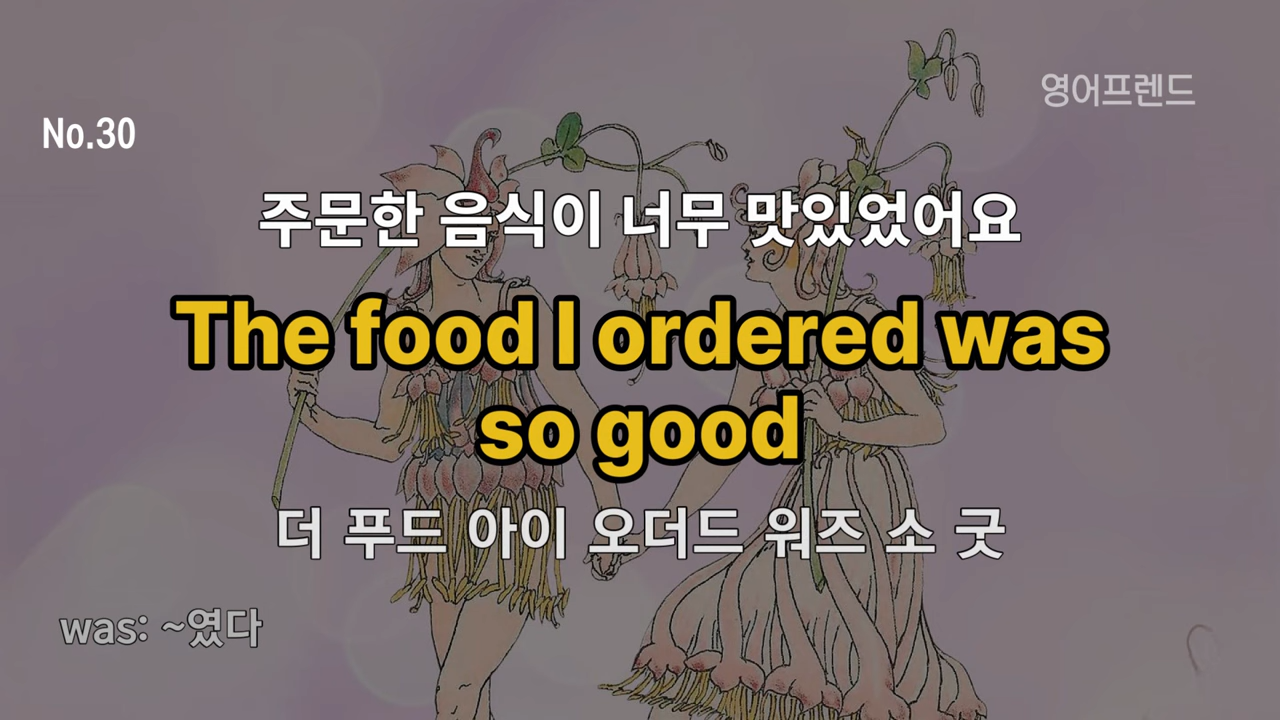 영어프렌드
No.30
주문한 음식이 너무 맛있었어요
The food I ordered was
so good
더 푸드 아이 오더드 워즈 소 굿
was: ~였다